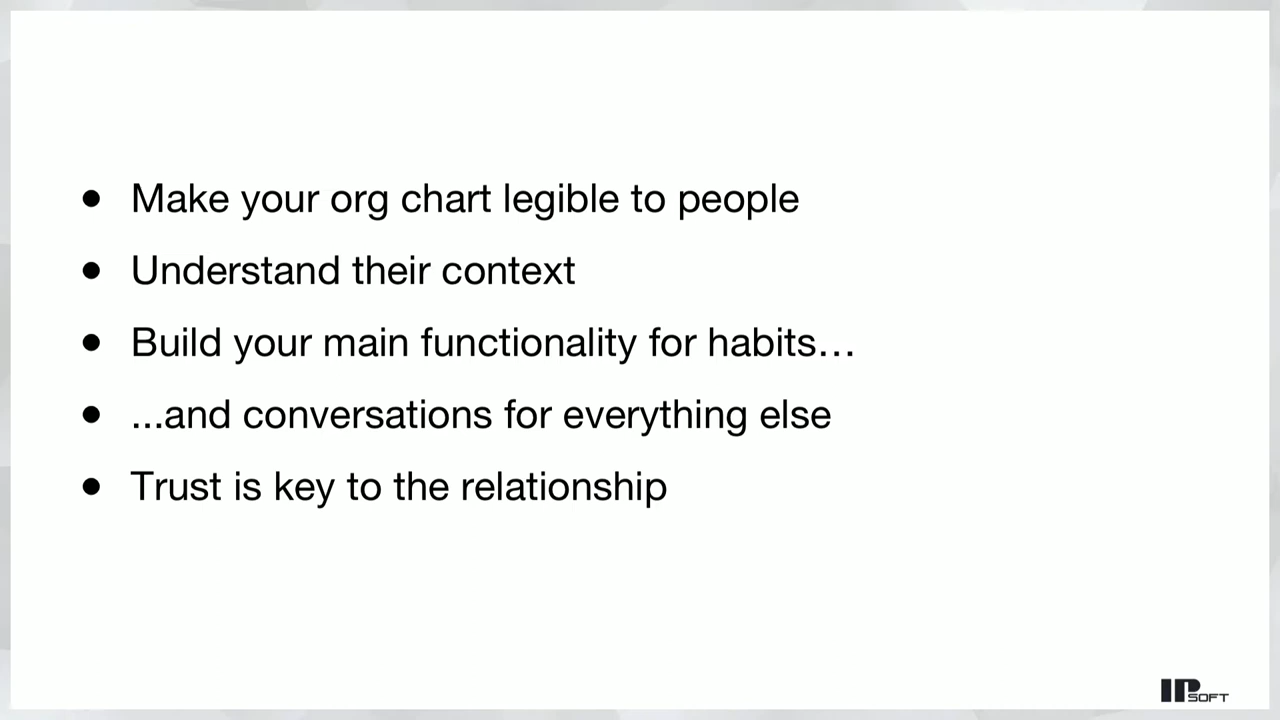 ● Make your org chart legible to people
● Understand their context
● Build your main functionality for habits…
● ...and conversations for everything else
● Trust is key to the relationship
IPSOFT